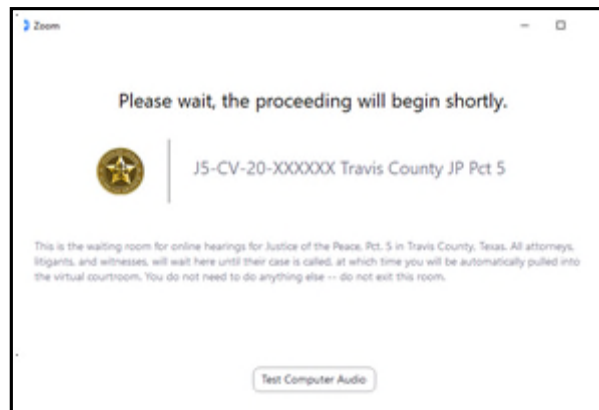 Zoom
Please wait, the proceeding will begin shortly.
J5-CV-20-XXXXXX Travis County JP Pct 5
This is the waiting room for online hearings for Justice of the Peace, Pct. 5 in Travis County, Texas. All attorneys,
litigants, and witnesses, will wait here until their case is called, at which time you will be automatically pulled into
the virtual courtroom. You do not need to do anything else -- do not exit this room.
Test Computer Audio